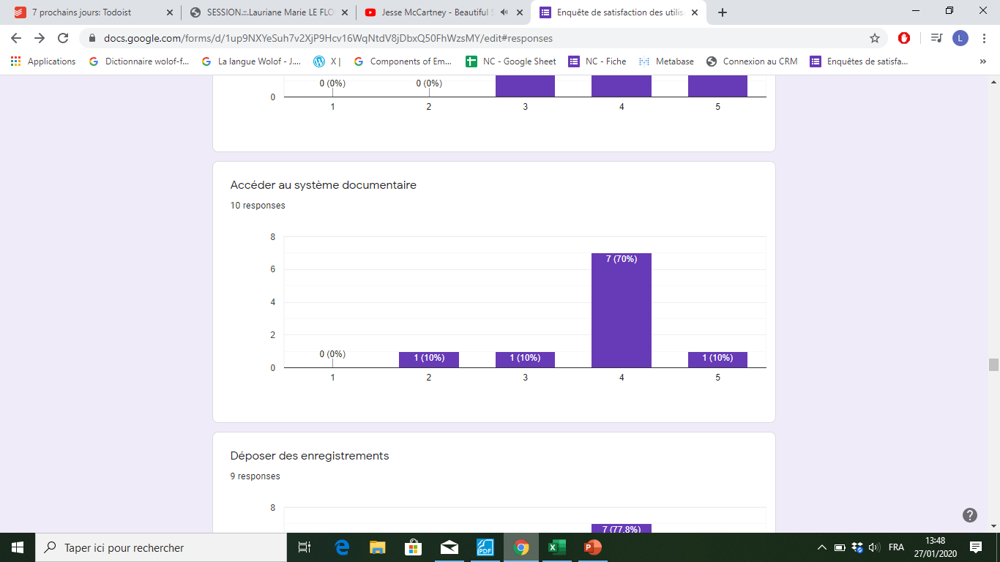 7 prochains jours: Todoist
SESSION.::.Lauriane Marie LE FLO
Jesse McCartney - Beautiful S
Enquête de satisfaction des utilis
docs.google.com/forms/d/1up9NXYeSuh7v2XjP9Hcv16WqNtdV8jDbxQ50FhWzsMY/edit#responses
L
Applications
Dictionnaire wolof-f...
La langue Wolof - J....
X |
Components of Em...
NC - Google Sheet
NC - Fiche
Metabase
Connexion au CRM
Enquêtes de satisfa...
»
0 (0%) 0 (0%)
0
1 2 3 4 5
Accéder au système documentaire
10 responses
8
6
4
2
0
0 (0%) 1 (10%) 1 (10%) 7 (70%) 1 (10%)
1 2 3 4 5
Déposer des enregistrements
9 responses
8
7 (77.8%)
Taper ici pour rechercher
PDF
FRA
13:48
27/01/2020